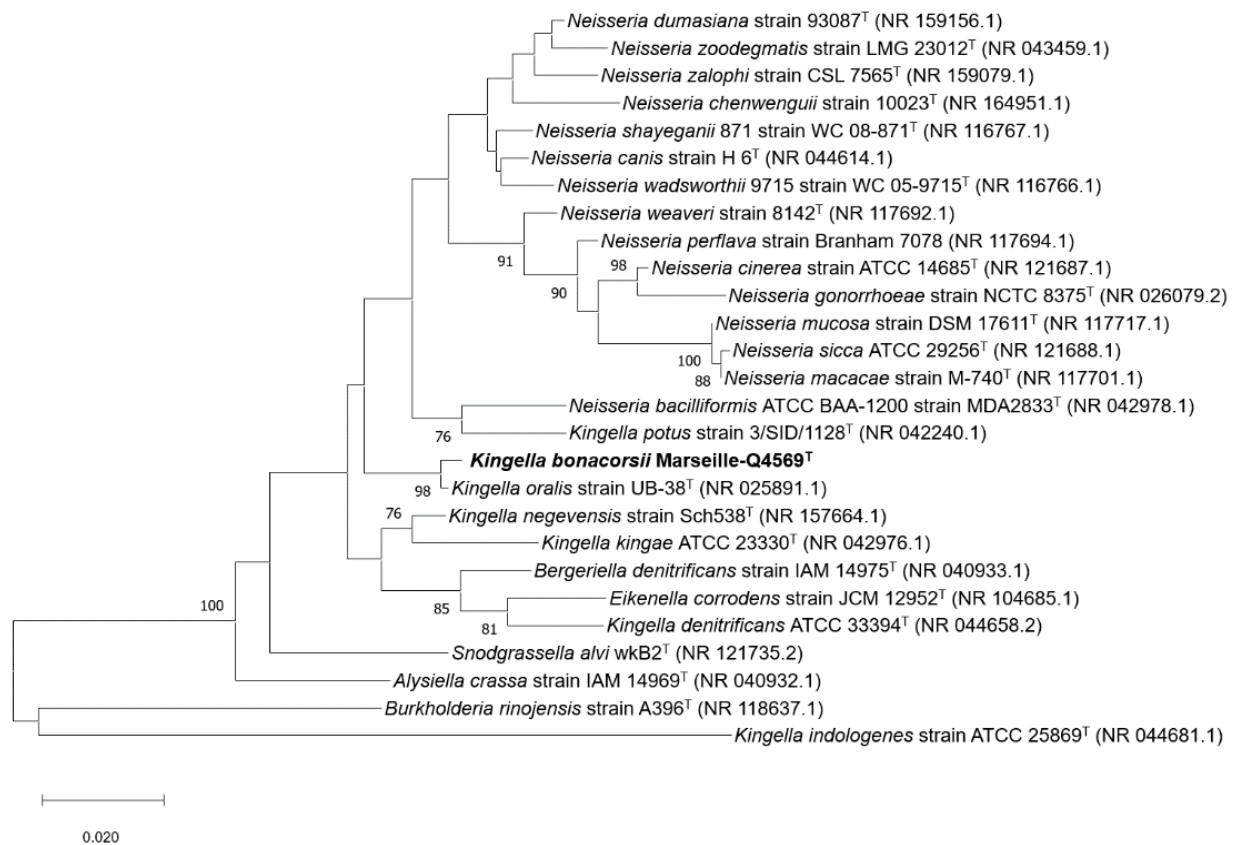 Neisseria dumasiana strain 93087ᵀ (NR 159156.1)
Neisseria zoodegmatis strain LMG 23012ᵀ (NR 043459.1)
Neisseria zalophi strain CSL 7565ᵀ (NR 159079.1)
Neisseria chenwenguii strain 10023ᵀ (NR 164951.1)
Neisseria shayeganii 871 strain WC 08-871ᵀ (NR 116767.1)
Neisseria canis strain H 6ᵀ (NR 044614.1)
Neisseria wadsworthii 9715 strain WC 05-9715ᵀ (NR 116766.1)
Neisseria weaveri strain 8142ᵀ (NR 117692.1)
Neisseria perflava strain Branham 7078 (NR 117694.1)
91
98
Neisseria cinerea strain ATCC 14685ᵀ (NR 121687.1)
90
Neisseria gonorrhoeae strain NCTC 8375ᵀ (NR 026079.2)
Neisseria mucosa strain DSM 17611ᵀ (NR 117717.1)
Neisseria sicca ATCC 29256ᵀ (NR 121688.1)
100
88
Neisseria macacae strain M-740ᵀ (NR 117701.1)
Neisseria bacilliformis ATCC BAA-1200 strain MDA2833ᵀ (NR 042978.1)
76
Kingella potus strain 3/SID/1128ᵀ (NR 042240.1)
Kingella bonacorsii Marseille-Q4569ᵀ
98
Kingella oralis strain UB-38ᵀ (NR 025891.1)
76
Kingella negevensis strain Sch538ᵀ (NR 157664.1)
Kingella kingae ATCC 23330ᵀ (NR 042976.1)
Bergeriella denitrificans strain IAM 14975ᵀ (NR 040933.1)
85
Eikenella corrodens strain JCM 12952ᵀ (NR 104685.1)
81
Kingella denitrificans ATCC 33394ᵀ (NR 044658.2)
100
Snodgrassella alvi wkB2ᵀ (NR 121735.2)
Alysiella crassa strain IAM 14969ᵀ (NR 040932.1)
Burkholderia rinojensis strain A396ᵀ (NR 118637.1)
Kingella indologenes strain ATCC 25869ᵀ (NR 044681.1)
0.020